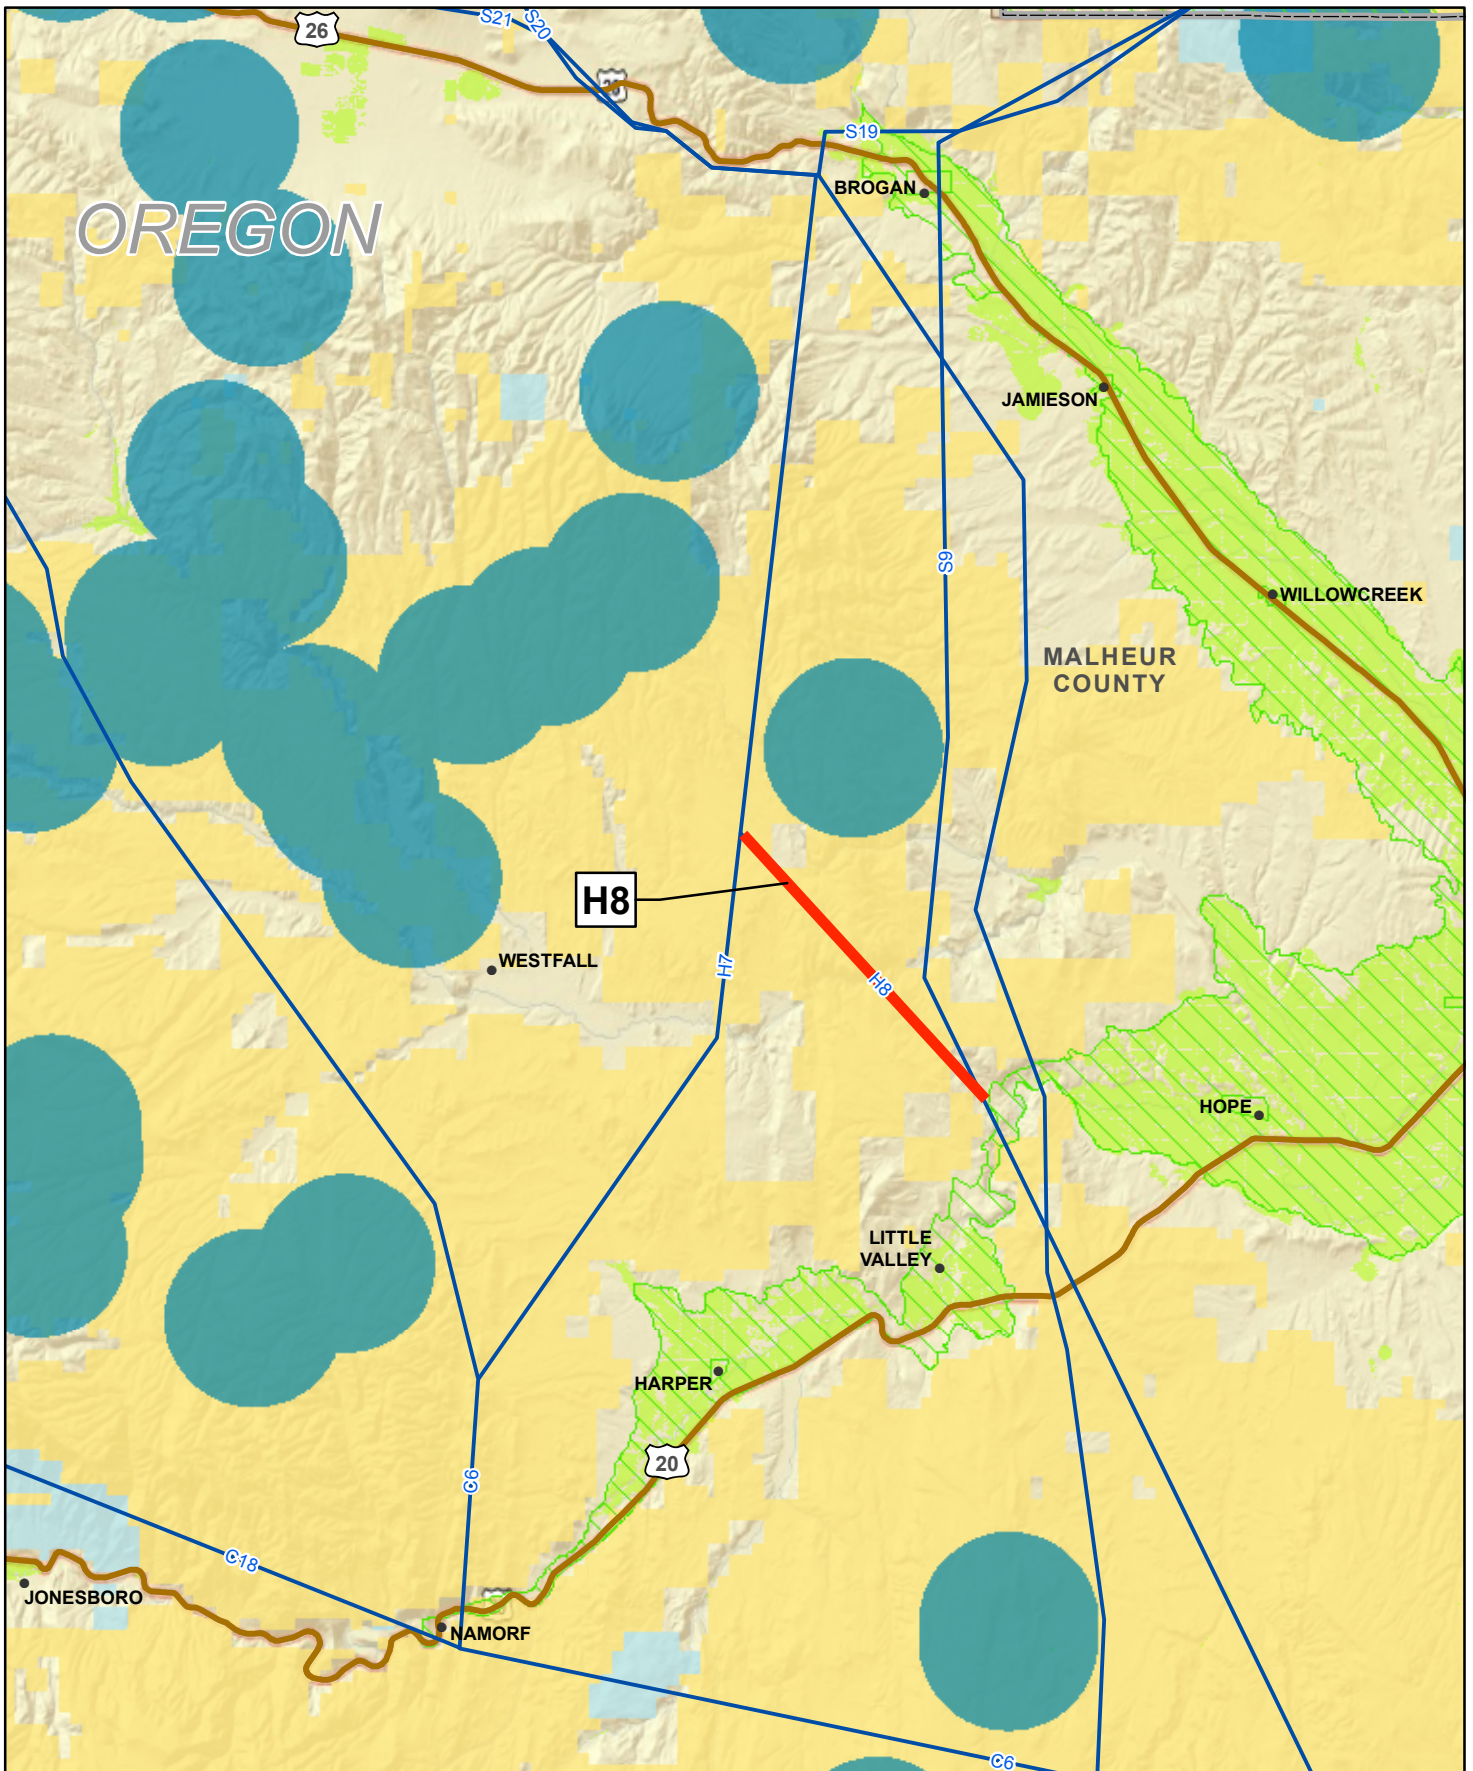 S21
S20
26
S19
BROGAN
OREGON
JAMIESON
S9
WILLOWCREEK
MALHEUR
COUNTY
H8
WESTFALL
H7
H8
HOPE
LITTLE
VALLEY
HARPER
20
C6
C18
JONESBORO
NAMORF
C6